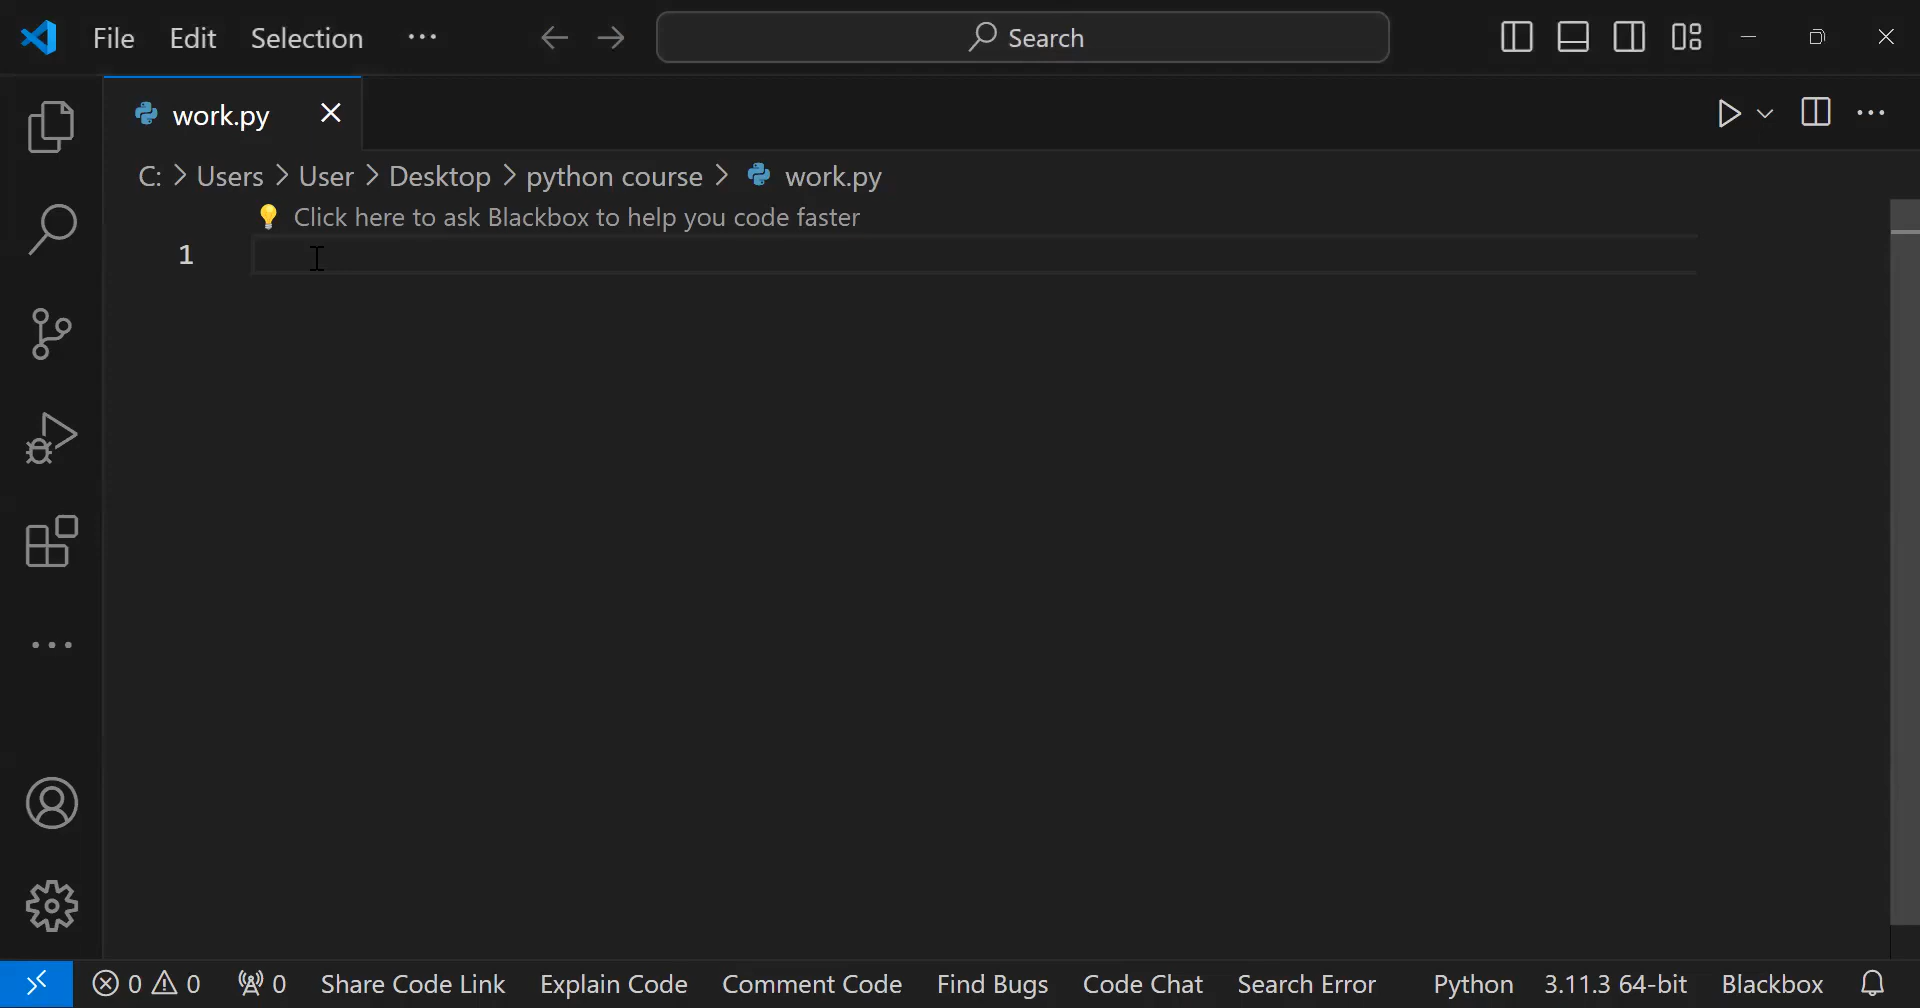 File Edit Selection ··· Search
work.py
C: > Users > User > Desktop > python course > work.py
Click here to ask Blackbox to help you code faster
1
0 0 0 Share Code Link Explain Code Comment Code Find Bugs Code Chat Search Error Python 3.11.3 64-bit Blackbox